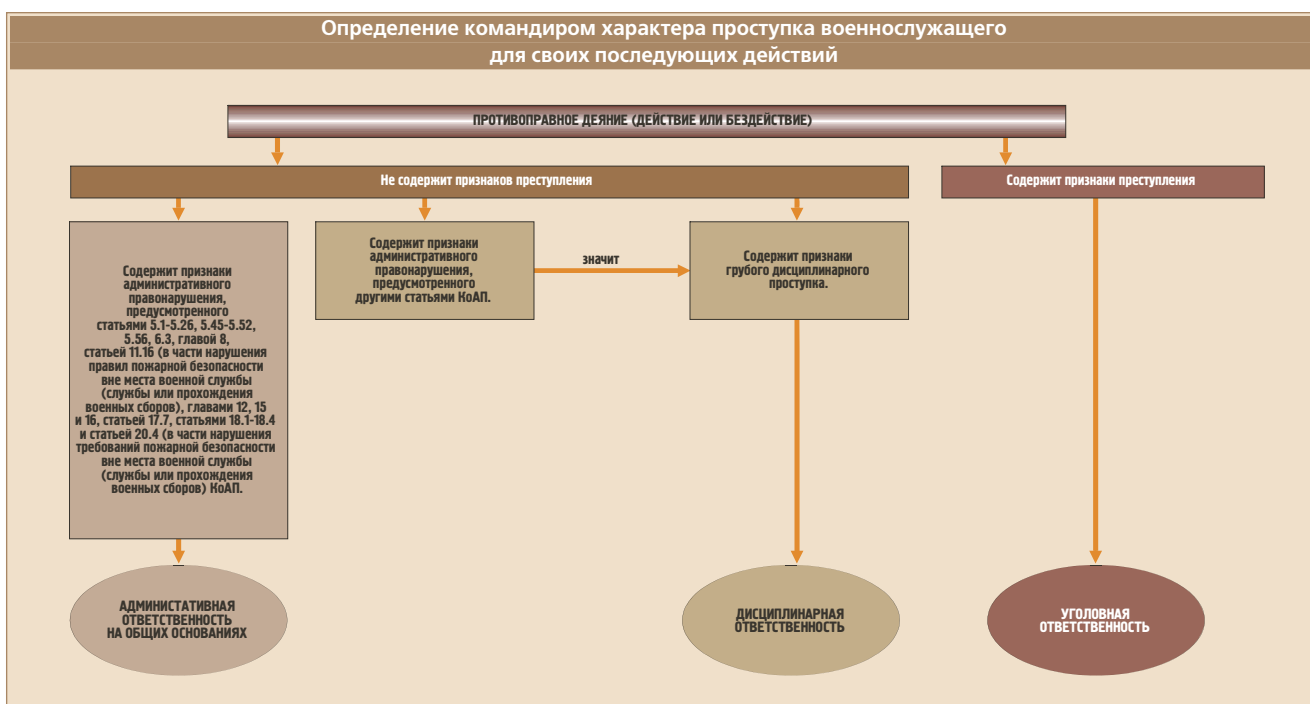 Определение командиром характера проступка военнослужащего
для своих последующих действий
ПРОТИВОПРАВНОЕ ДЕЯНИЕ (ДЕЙСТВИЕ ИЛИ БЕЗДЕЙСТВИЕ)
Не содержит признаков преступления
Содержит признаки преступления
Содержит признаки
административного
правонарушения,
предусмотренного
статьями 5.1-5.26, 5.45-5.52,
5.56, 6.3, главой 8,
статьей 11.16 (в части нарушения
правил пожарной безопасности
вне места военной службы
(службы или прохождения
военных сборов), главами 12, 15
и 16, статьей 17.7, статьями 18.1-18.4
и статьей 20.4 (в части нарушения
требований пожарной безопасности
вне места военной службы
(службы или прохождения
военных сборов) КоАП.
Содержит признаки
административного
правонарушения,
предусмотренного
другими статьями КоАП.
значит
Содержит признаки
грубого дисциплинарного
проступка.
АДМИНИСТАТИВНАЯ
ОТВЕТСТВЕННОСТЬ
НА ОБЩИХ ОСНОВАНИЯХ
ДИСЦИПЛИНАРНАЯ
ОТВЕТСТВЕННОСТЬ
УГОЛОВНАЯ
ОТВЕТСТВЕННОСТЬ